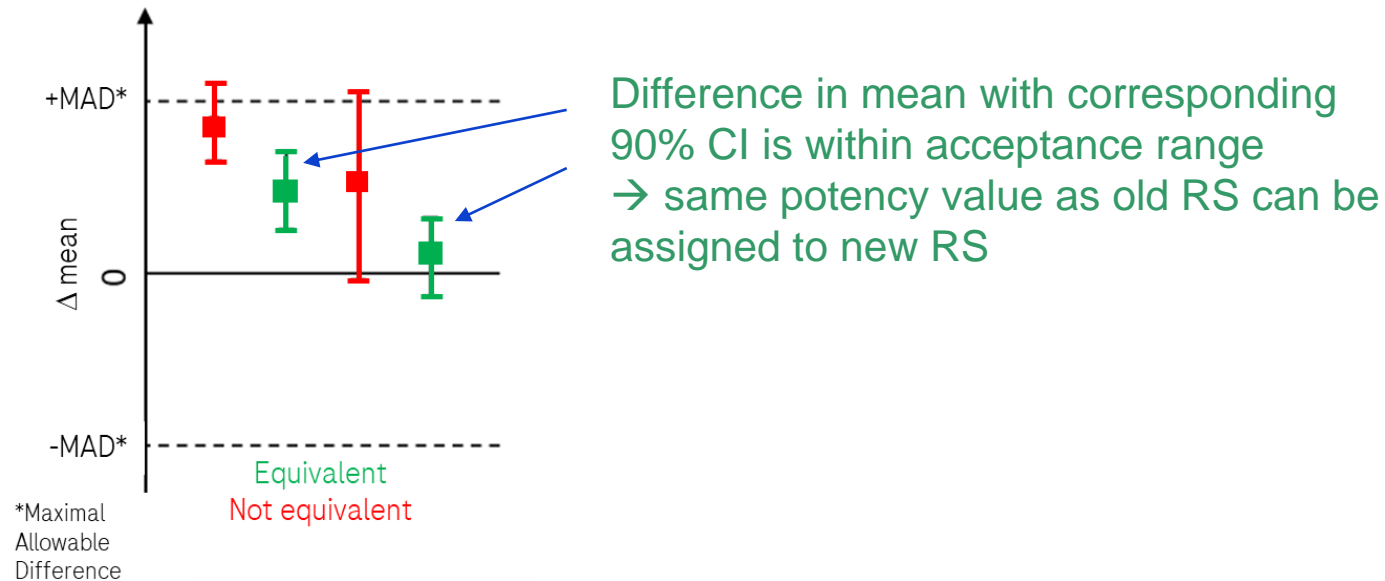 +MAD*
Δ mean
0
-MAD*
Equivalent
Not equivalent
*Maximal
Allowable
Difference
Difference in mean with corresponding
90% CI is within acceptance range
→ same potency value as old RS can be
assigned to new RS